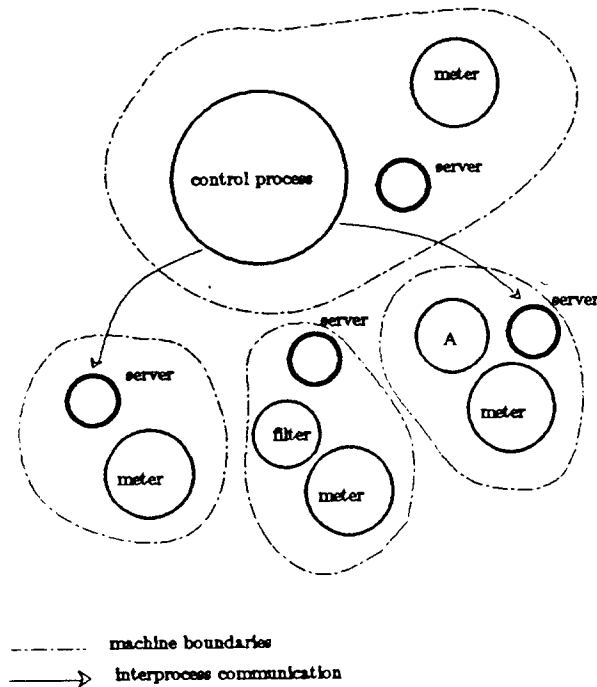 meter
control process
server
server
server
A
server
filter
meter
meter
meter
machine boundaries
interprocess communication